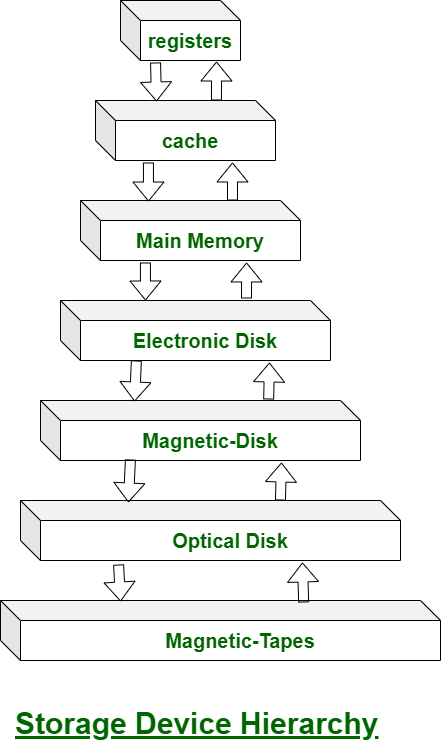 registers
cache
Main Memory
Electronic Disk
Magnetic-Disk
Optical Disk
Magnetic-Tapes
Storage Device Hierarchy